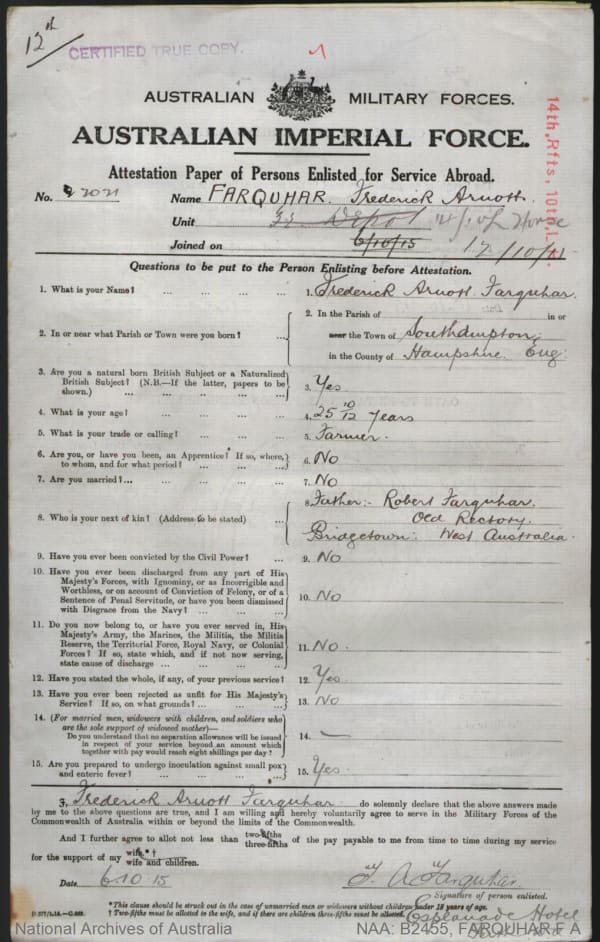 12th
CERTIFIED TRUE COPY.
AUSTRALIAN MILITARY FORCES.
AUSTRALIAN IMPERIAL FORCE.
14th, Rfts, 10th, L.
Attestation Paper of Persons Enlisted for Service Abroad.
No. 2021 Name FARQUHAR. Frederick Arnott.
Unit Depot Horse
Joined on 6/10/15 17/10/
Questions to be put to the Person Enlisting before Attestation.
1. What is your Name? ... ... ... ... 1. Frederick Arnott Farquhar.
2. In or near what Parish or Town were you born? ... 2. In the Parish of in or
near the Town of Southampton,
in the County of Hampshire Eng.
3. Are you a natural born British Subject or a Naturalized
British Subject? (N.B.—If the latter, papers to be
shown.) ... ... ... ... 3. Yes
4. What is your age? ... ... ... ... 4. 25 10/12 Years
5. What is your trade or calling? ... ... ... 5. Farmer.
6. Are you, or have you been, an Apprentice?* If so, where,
to whom, and for what period? ... ... ... 6. No
7. Are you married?... ... ... ... ... 7. No
8. Who is your next of kin? (Address to be stated) ... 8. Father:- Robert Farquhar.
Old Rectory.
Bridgetown. West Australia.
9. Have you ever been convicted by the Civil Power? ... 9. No
10. Have you ever been discharged from any part of His
Majesty's Forces, with Ignominy, or as Incorrigible and
Worthless, or on account of Conviction of Felony, or of a
Sentence of Penal Servitude, or have you been dismissed
with Disgrace from the Navy? ... ... ... 10. No
11. Do you now belong to, or have you ever served in, His
Majesty's Army, the Marines, the Militia, the Militia
Reserve, the Territorial Force, Royal Navy, or Colonial
Forces? If so, state which, and if not now serving,
state cause of discharge ... ... ... ... 11. No.
12. Have you stated the whole, if any, of your previous service? 12. Yes
13. Have you ever been rejected as unfit for His Majesty's
Service? If so, on what grounds? ... ... ... 13. No
14. (For married men, widowers with children, and soldiers who
are the sole support of widowed mother)—
Do you understand that no separation allowance will be issued
in respect of your service beyond an amount which
together with pay would reach eight shillings per day? 14. —
15. Are you prepared to undergo inoculation against small pox
and enteric fever? ... ... ... ... 15. Yes.
I, Frederick Arnott Farquhar do solemnly declare that the above answers made
by me to the above questions are true, and I am willing and hereby voluntarily agree to serve in the Military Forces of the
Commonwealth of Australia within or beyond the limits of the Commonwealth.
And I further agree to allot not less than two-fifths three-fifths of the pay payable to me from time to time during my service
for the support of my wife.*† wife and children.
Date 6.10.15 F. A. Farquhar
Signature of person enlisted.
*This clause should be struck out in the case of unmarried men or widowers without children under 18 years of age.
† Two-fifths must be allotted to the wife, and if there are children three-fifths must be allotted.
Esplanade Hotel
National Archives of Australia NAA: B2455, FARQUHAR F A